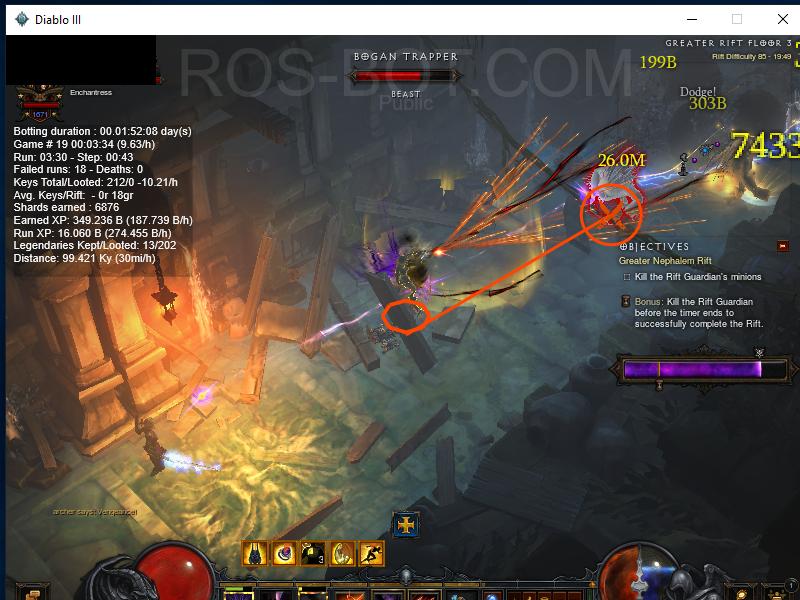 Diablo III
ROS-BOT.COM
Public
BOGAN TRAPPER
BEAST
GREATER RIFT FLOOR 3
Rift Difficulty 85 - 19:49
199B
Dodge!
303B
7433
26.0M
Enchantress
1671
Botting duration : 00.01:52:08 day(s)
Game # 19 00:03:34 (9.63/h)
Run: 03:30 - Step: 00:43
Failed runs: 18 - Deaths: 0
Keys Total/Looted: 212/0 -10.21/h
Avg. Keys/Rift:  - 0r 18gr
Shards earned : 6876
Earned XP: 349.236 B (187.739 B/h)
Run XP: 16.060 B (274.455 B/h)
Legendaries Kept/Looted: 13/202
Distance: 99.421 Ky (30mi/h)
OBJECTIVES
Greater Nephalem Rift
Kill the Rift Guardian's minions
Bonus: Kill the Rift Guardian
before the timer ends to
successfully complete the Rift.
archer says: Vengeance!
3
1